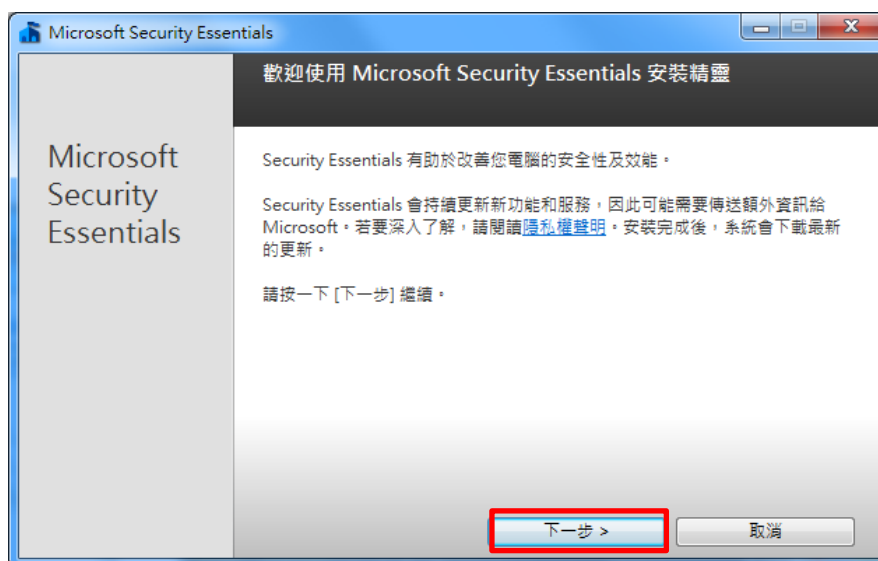 Microsoft Security Essentials
歡迎使用 Microsoft Security Essentials 安裝精靈
Microsoft
Security
Essentials
Security Essentials 有助於改善您電腦的安全性及效能。
Security Essentials 會持續更新新功能和服務，因此可能需要傳送額外資訊給
Microsoft。若要深入了解，請閱讀隱私權聲明。安裝完成後，系統會下載最新
的更新。
請按一下 [下一步] 繼續。
下一步 >
取消